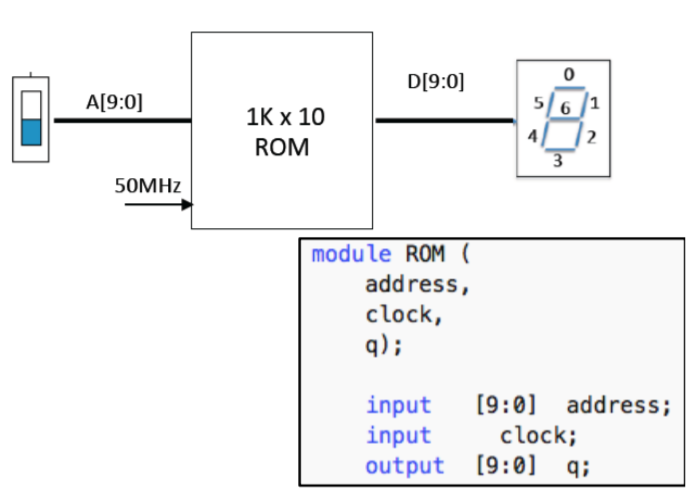 A[9:0]
50MHz
1K x 10
ROM
D[9:0]
0
5 6 1
4 2
3
module ROM (
address,
clock,
q);
input [9:0] address;
input clock;
output [9:0] q;